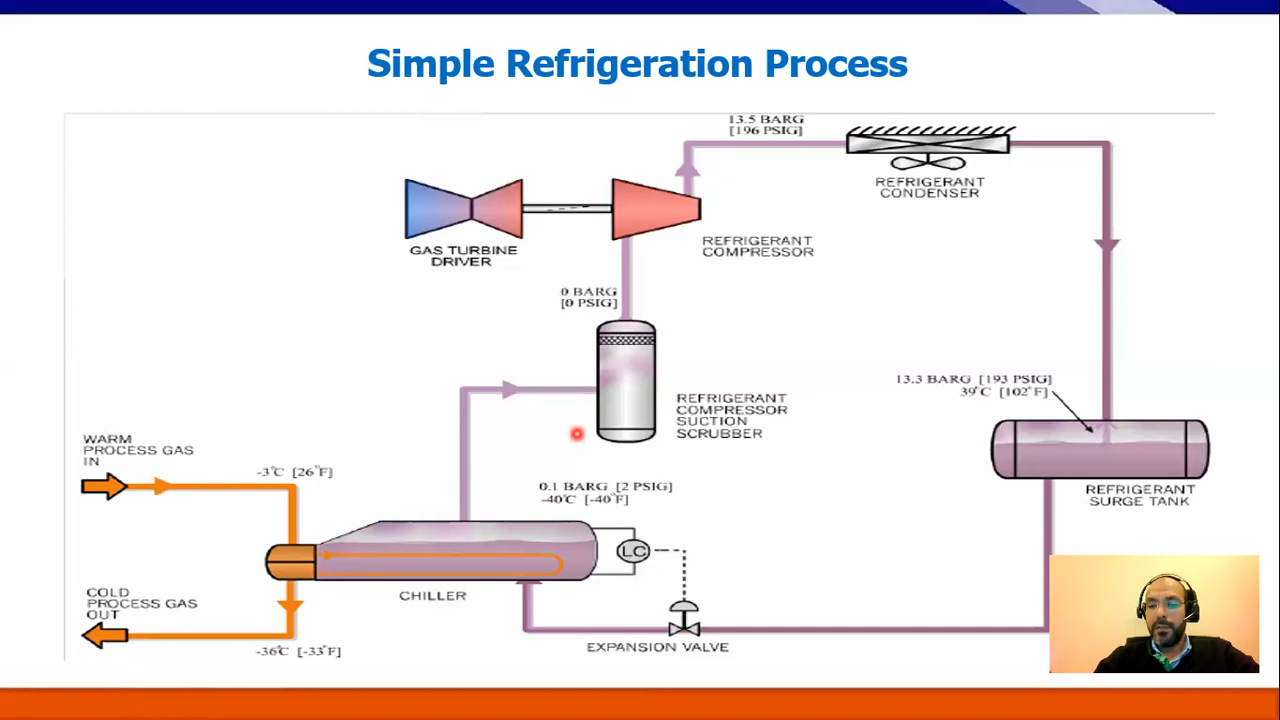 Simple Refrigeration Process
13.5 BARG
[196 PSIG]
REFRIGERANT
CONDENSER
GAS TURBINE
DRIVER
REFRIGERANT
COMPRESSOR
0 BARG
[0 PSIG]
13.3 BARG [193 PSIG]
39°C [102°F]
REFRIGERANT
COMPRESSOR
SUCTION
SCRUBBER
WARM
PROCESS GAS
IN
-3°C [26°F]
0.1 BARG [2 PSIG]
-40°C [-40°F]
REFRIGERANT
SURGE TANK
LC
COLD
PROCESS GAS
OUT
CHILLER
EXPANSION VALVE
-36°C [-33°F]